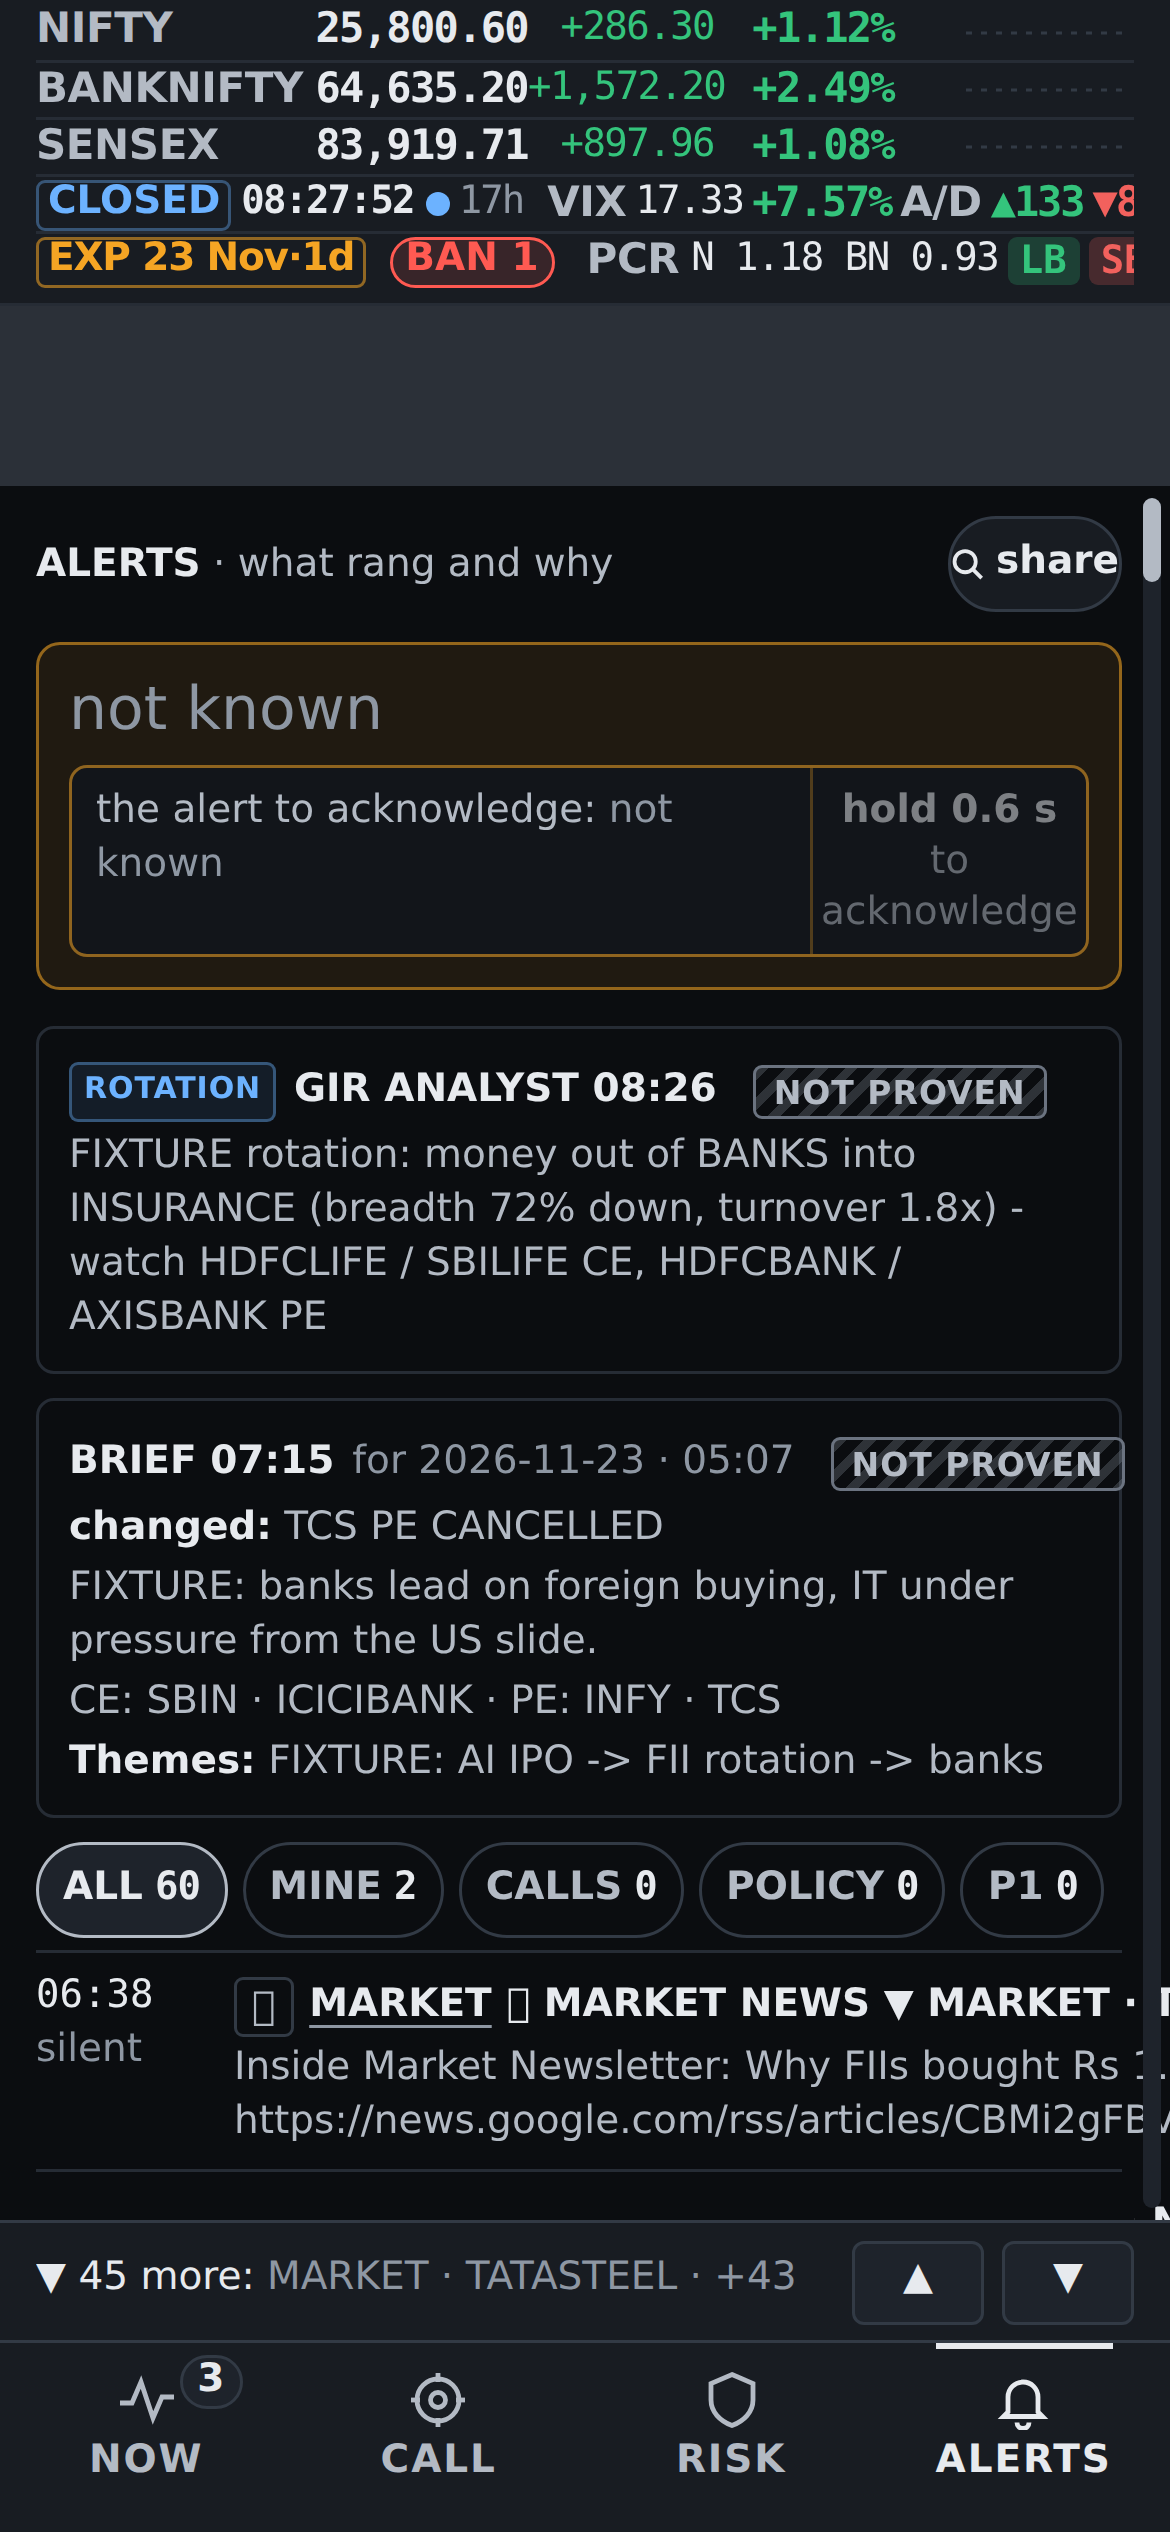 NIFTY 25,800.60 +286.30 +1.12%
BANKNIFTY 64,635.20 +1,572.20 +2.49%
SENSEX 83,919.71 +897.96 +1.08%
CLOSED 08:27:52 ● 17h VIX 17.33 +7.57% A/D ▲133 ▼8
EXP 23 Nov·1d BAN 1 PCR N 1.18 BN 0.93 LB
ALERTS · what rang and why
share
not known
the alert to acknowledge: not
known
hold 0.6 s
to
acknowledge
ROTATION GIR ANALYST 08:26 NOT PROVEN
FIXTURE rotation: money out of BANKS into
INSURANCE (breadth 72% down, turnover 1.8x) -
watch HDFCLIFE / SBILIFE CE, HDFCBANK /
AXISBANK PE
BRIEF 07:15 for 2026-11-23 · 05:07 NOT PROVEN
changed: TCS PE CANCELLED
FIXTURE: banks lead on foreign buying, IT under
pressure from the US slide.
CE: SBIN · ICICIBANK · PE: INFY · TCS
Themes: FIXTURE: AI IPO -> FII rotation -> banks
ALL 60 MINE 2 CALLS 0 POLICY 0 P1 0
06:38 MARKET MARKET NEWS ▼ MARKET ·
silent
Inside Market Newsletter: Why FIIs bought Rs
https://news.google.com/rss/articles/CBMi2gFB
▼ 45 more: MARKET · TATASTEEL · +43 ▲ ▼
3
NOW CALL RISK ALERTS